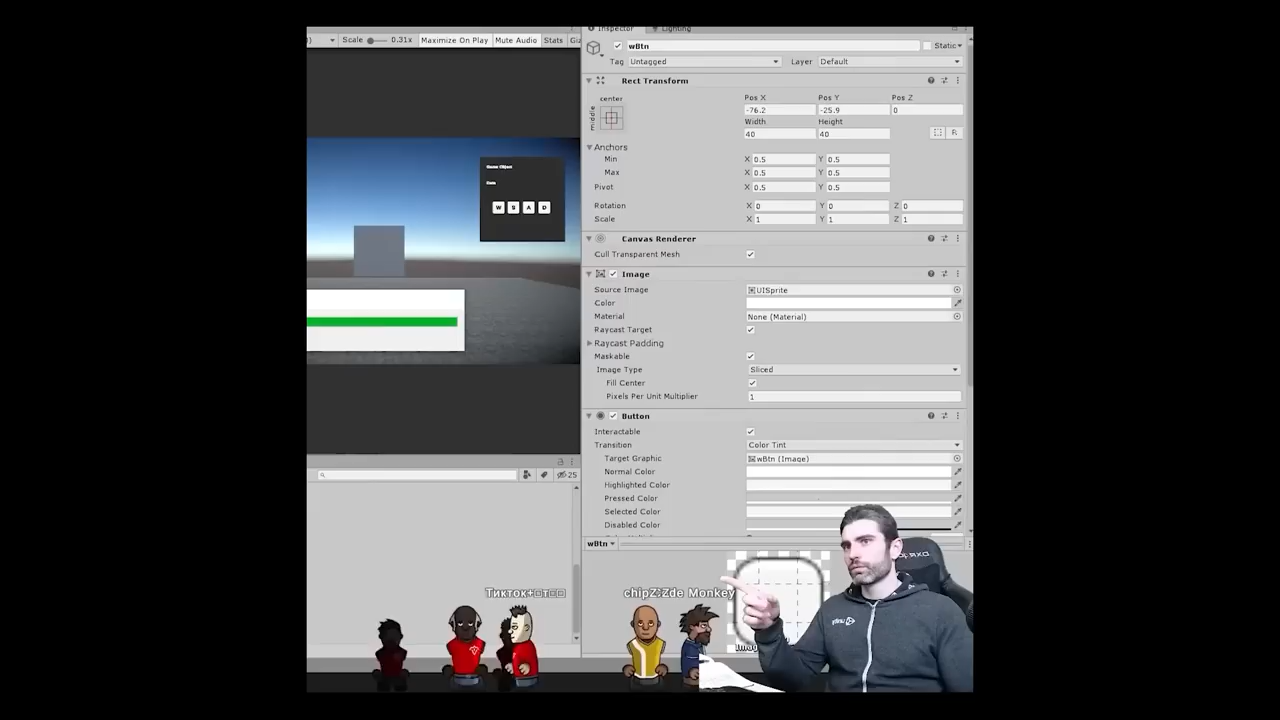 Inspector
Lighting
Scale 0.31x Maximize On Play Mute Audio Stats Giz
wBtn Static
Tag Untagged Layer Default
Rect Transform
center
middle
Pos X Pos Y Pos Z
-76.2 -25.9 0
Width Height
40 40
R
Anchors
Min X 0.5 Y 0.5
Max X 0.5 Y 0.5
Pivot X 0.5 Y 0.5
Rotation X 0 Y 0 Z 0
Scale X 1 Y 1 Z 1
Canvas Renderer
Cull Transparent Mesh
Image
Source Image UISprite
Color
Material None (Material)
Raycast Target
Raycast Padding
Maskable
Image Type Sliced
Fill Center
Pixels Per Unit Multiplier 1
Button
Interactable
Transition Color Tint
Target Graphic wBtn (Image)
Normal Color
Highlighted Color
Pressed Color
Selected Color
Disabled Color
wBtn
Game Object
W S A D
25
Тикток+
chipZ:Zde Monkey